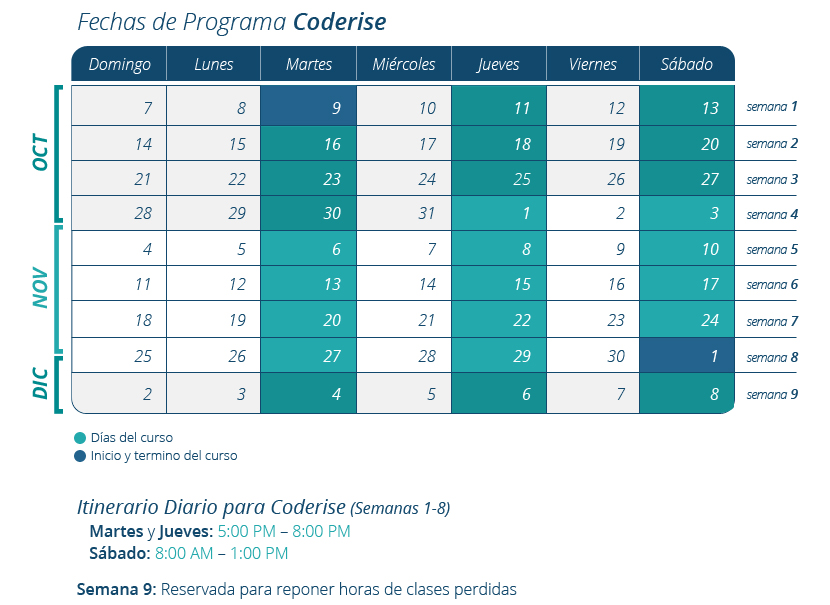 Fechas de Programa Coderise
Domingo Lunes Martes Miércoles Jueves Viernes Sábado
OCT
7 8 9 10 11 12 13 semana 1
14 15 16 17 18 19 20 semana 2
21 22 23 24 25 26 27 semana 3
28 29 30 31 1 2 3 semana 4
NOV
4 5 6 7 8 9 10 semana 5
11 12 13 14 15 16 17 semana 6
18 19 20 21 22 23 24 semana 7
25 26 27 28 29 30 1 semana 8
DIC
2 3 4 5 6 7 8 semana 9
Días del curso
Inicio y termino del curso
Itinerario Diario para Coderise (Semanas 1-8)
Martes y Jueves: 5:00 PM – 8:00 PM
Sábado: 8:00 AM – 1:00 PM
Semana 9: Reservada para reponer horas de clases perdidas